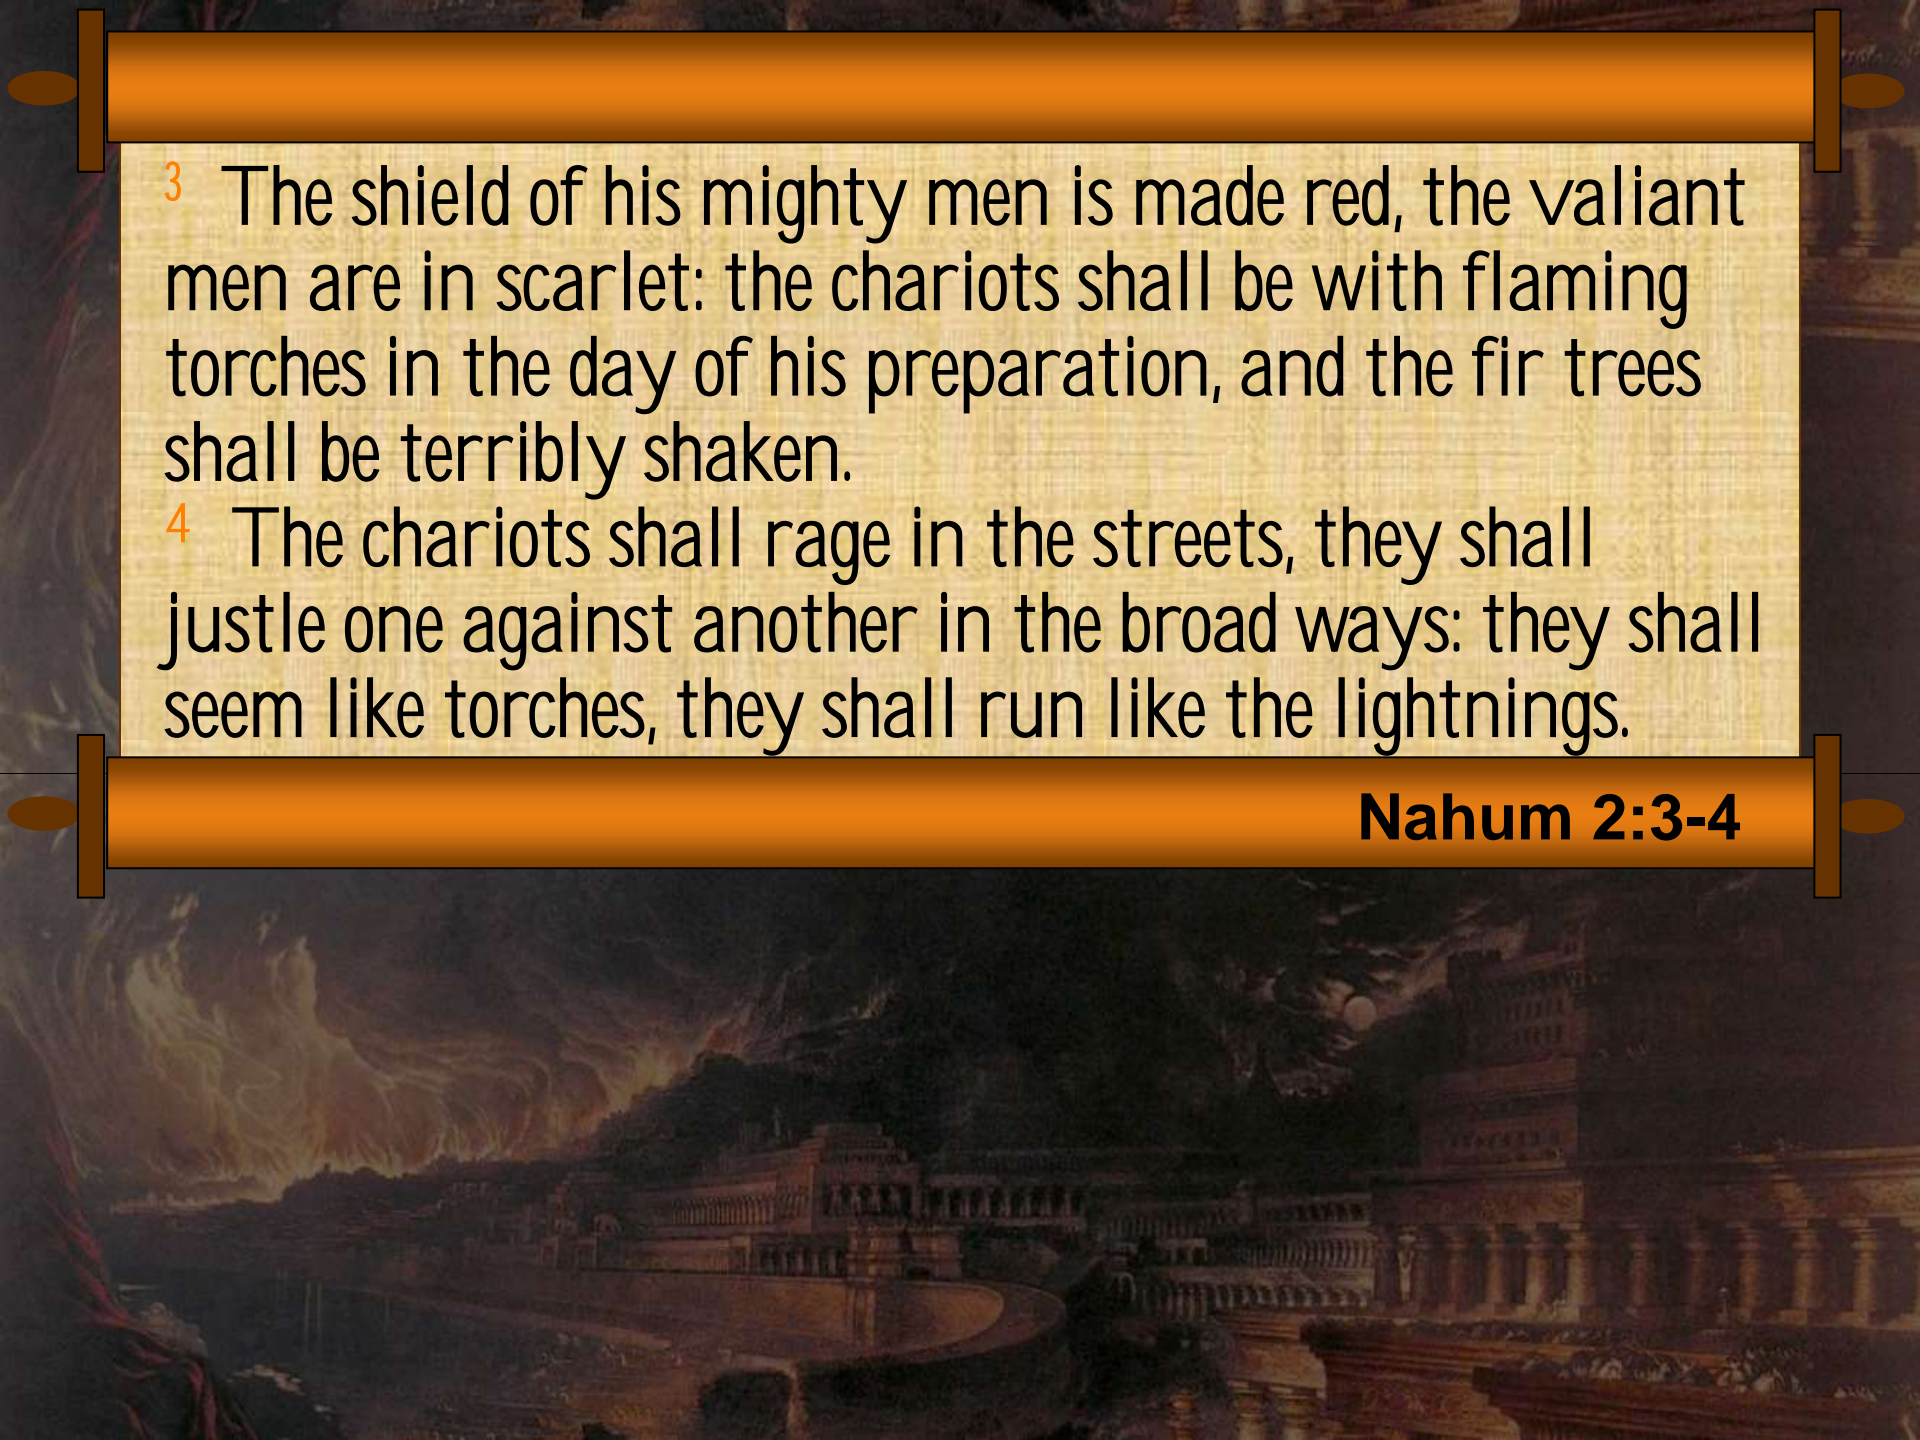 3 The shield of his mighty men is made red, the valiant
men are in scarlet: the chariots shall be with flaming
torches in the day of his preparation, and the fir trees
shall be terribly shaken.
4 The chariots shall rage in the streets, they shall
justle one against another in the broad ways: they shall
seem like torches, they shall run like the lightnings.
Nahum 2:3-4